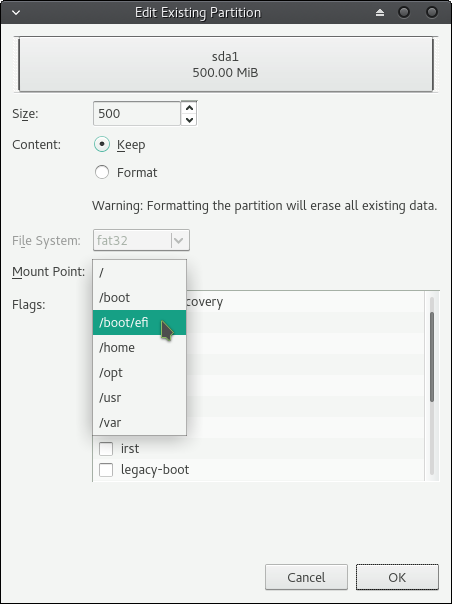 Edit Existing Partition
sda1
500.00 MiB
Size: 500
Content: Keep
Format
Warning: Formatting the partition will erase all existing data.
File System: fat32
Mount Point: /
/boot
Flags:
/boot/efi
/home
/opt
/usr
/var
irst
legacy-boot
Cancel OK